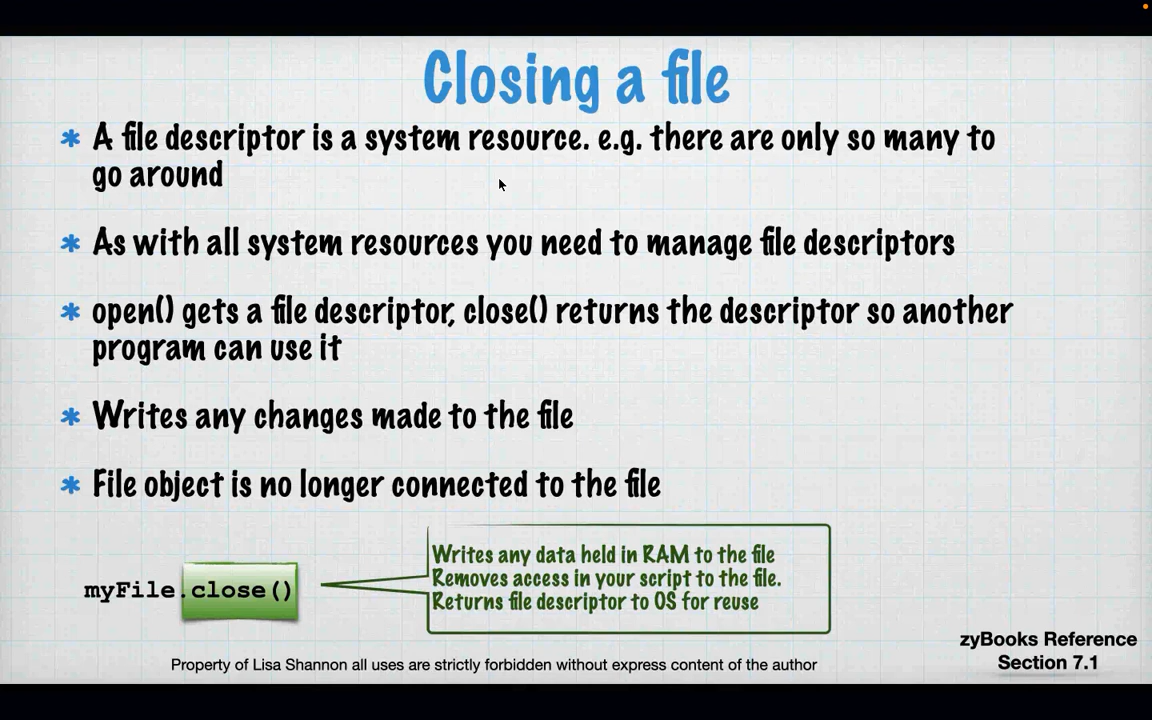 Closing a file
* A file descriptor is a system resource. e.g. there are only so many to
go around
* As with all system resources you need to manage file descriptors
* open() gets a file descriptor, close() returns the descriptor so another
program can use it
* Writes any changes made to the file
* File object is no longer connected to the file
Writes any data held in RAM to the file
Removes access in your script to the file.
Returns file descriptor to OS for reuse
myFile.close()
zyBooks Reference
Section 7.1
Property of Lisa Shannon all uses are strictly forbidden without express content of the author